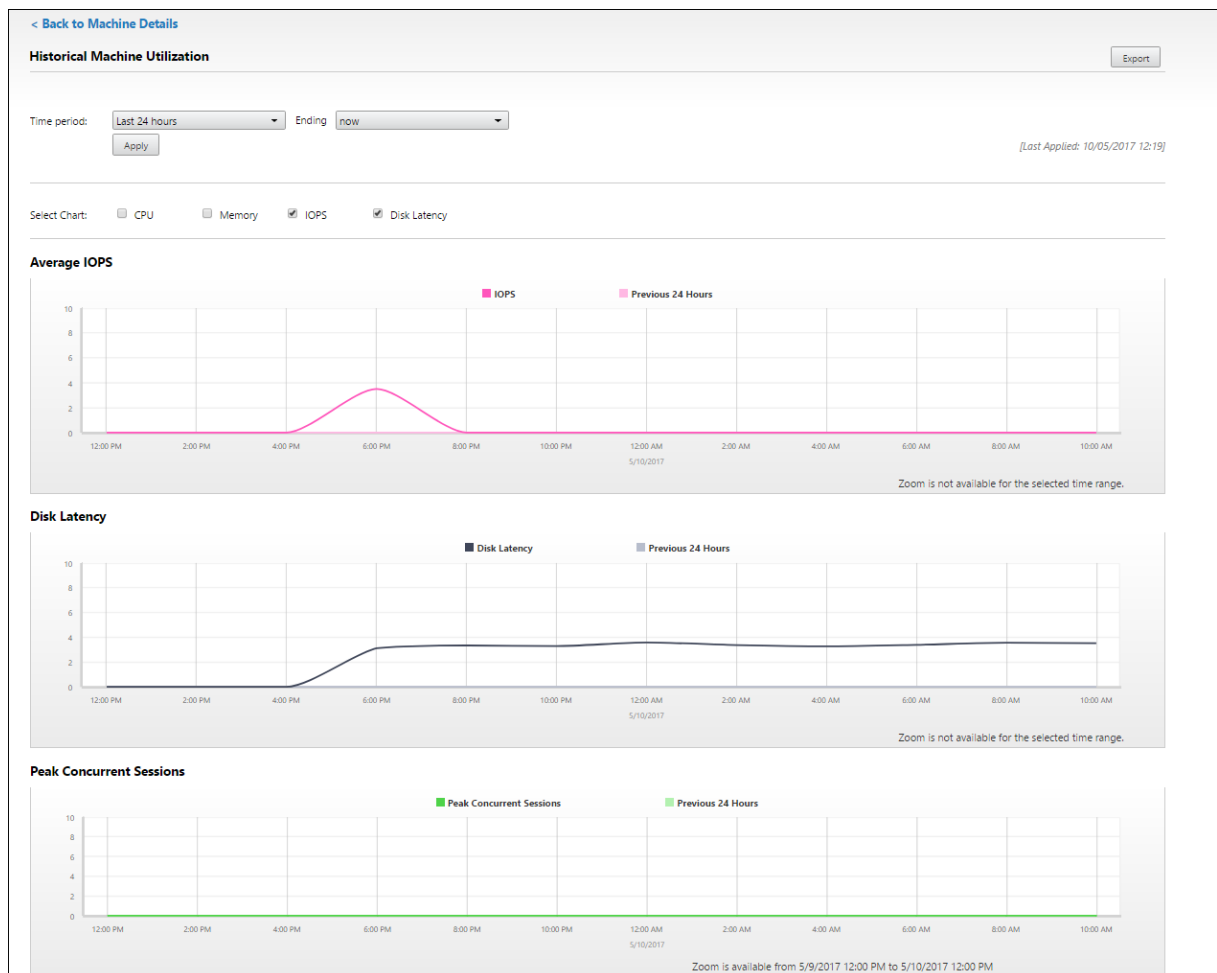 < Back to Machine Details
Historical Machine Utilization
Export
Time period: Last 24 hours Ending now
Apply
[Last Applied: 10/05/2017 12:19]
Select Chart: CPU Memory IOPS Disk Latency
Average IOPS
IOPS Previous 24 Hours
10
8
6
4
2
0
12:00 PM 2:00 PM 4:00 PM 6:00 PM 8:00 PM 10:00 PM 12:00 AM 2:00 AM 4:00 AM 6:00 AM 8:00 AM 10:00 AM
5/10/2017
Zoom is not available for the selected time range.
Disk Latency
Disk Latency Previous 24 Hours
10
8
6
4
2
0
12:00 PM 2:00 PM 4:00 PM 6:00 PM 8:00 PM 10:00 PM 12:00 AM 2:00 AM 4:00 AM 6:00 AM 8:00 AM 10:00 AM
5/10/2017
Zoom is not available for the selected time range.
Peak Concurrent Sessions
Peak Concurrent Sessions Previous 24 Hours
10
8
6
4
2
0
12:00 PM 2:00 PM 4:00 PM 6:00 PM 8:00 PM 10:00 PM 12:00 AM 2:00 AM 4:00 AM 6:00 AM 8:00 AM 10:00 AM
5/10/2017
Zoom is available from 5/9/2017 12:00 PM to 5/10/2017 12:00 PM